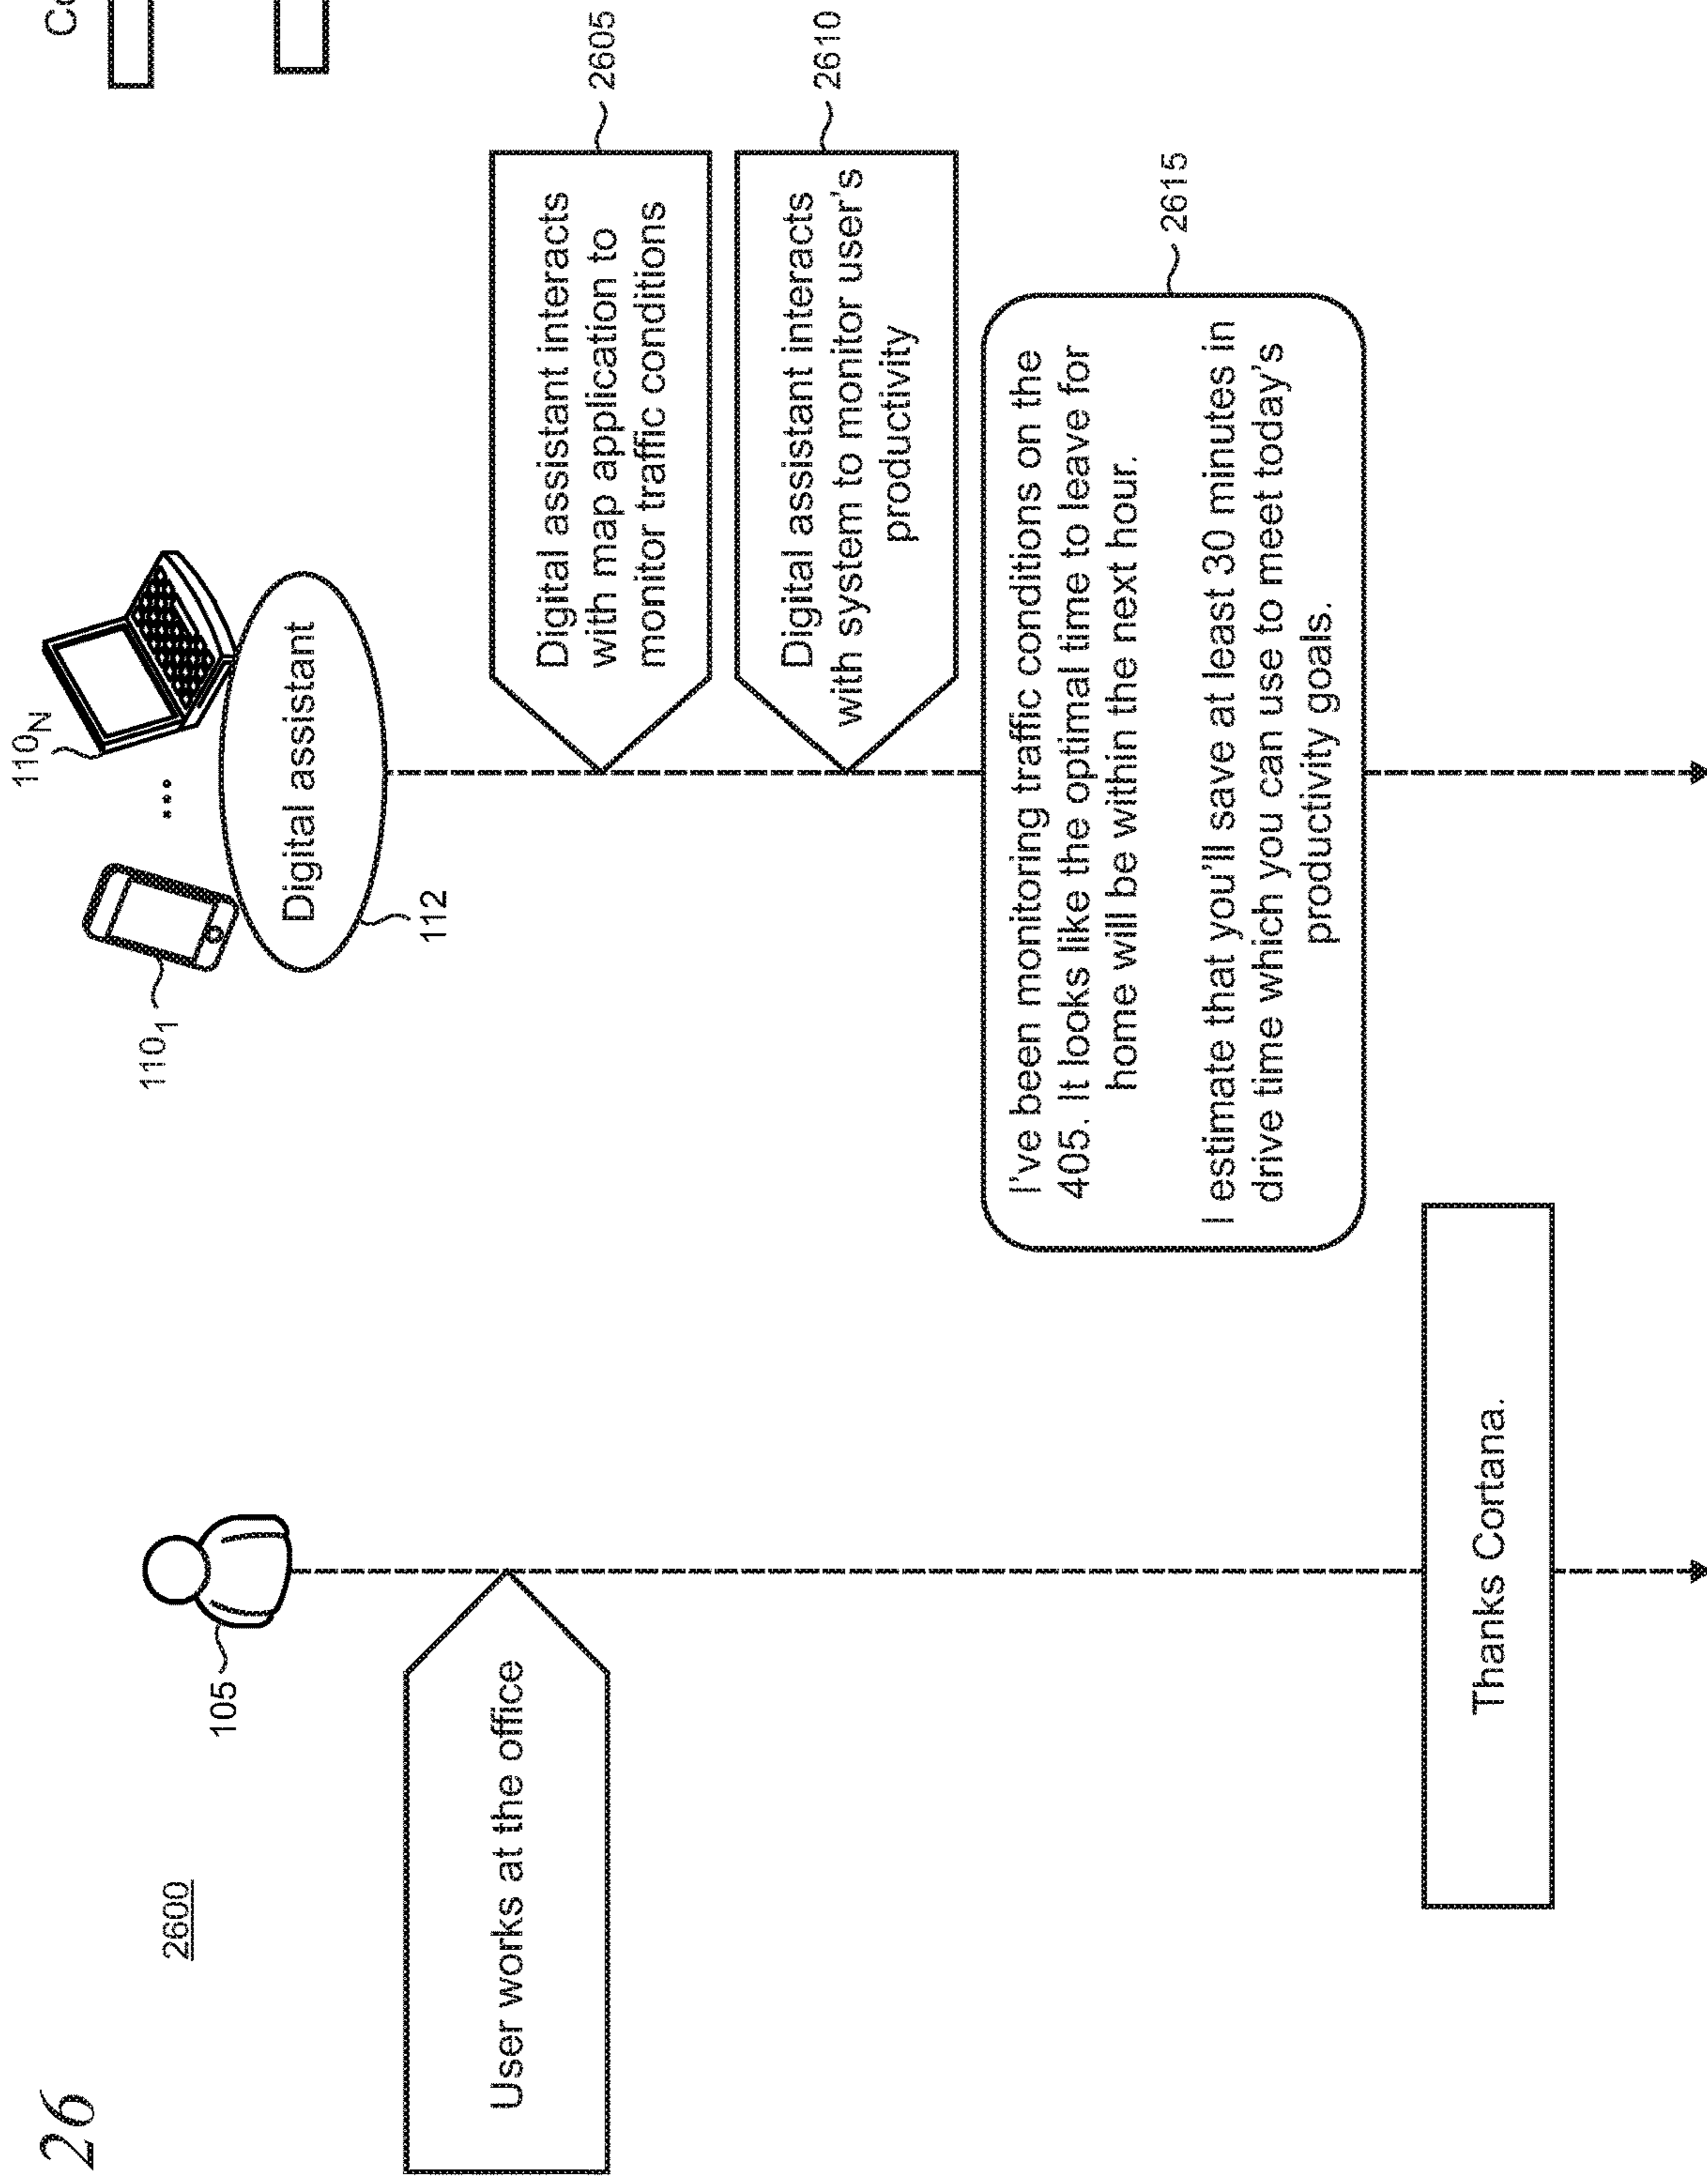 26
2600
105
110₁
...
110N
Co
Digital assistant
112
User works at the office
Digital assistant interacts
with map application to
monitor traffic conditions
2605
Digital assistant interacts
with system to monitor user's
productivity
2610
I've been monitoring traffic conditions on the
405. It looks like the optimal time to leave for
home will be within the next hour.
I estimate that you'll save at least 30 minutes in
drive time which you can use to meet today's
productivity goals.
2615
Thanks Cortana.